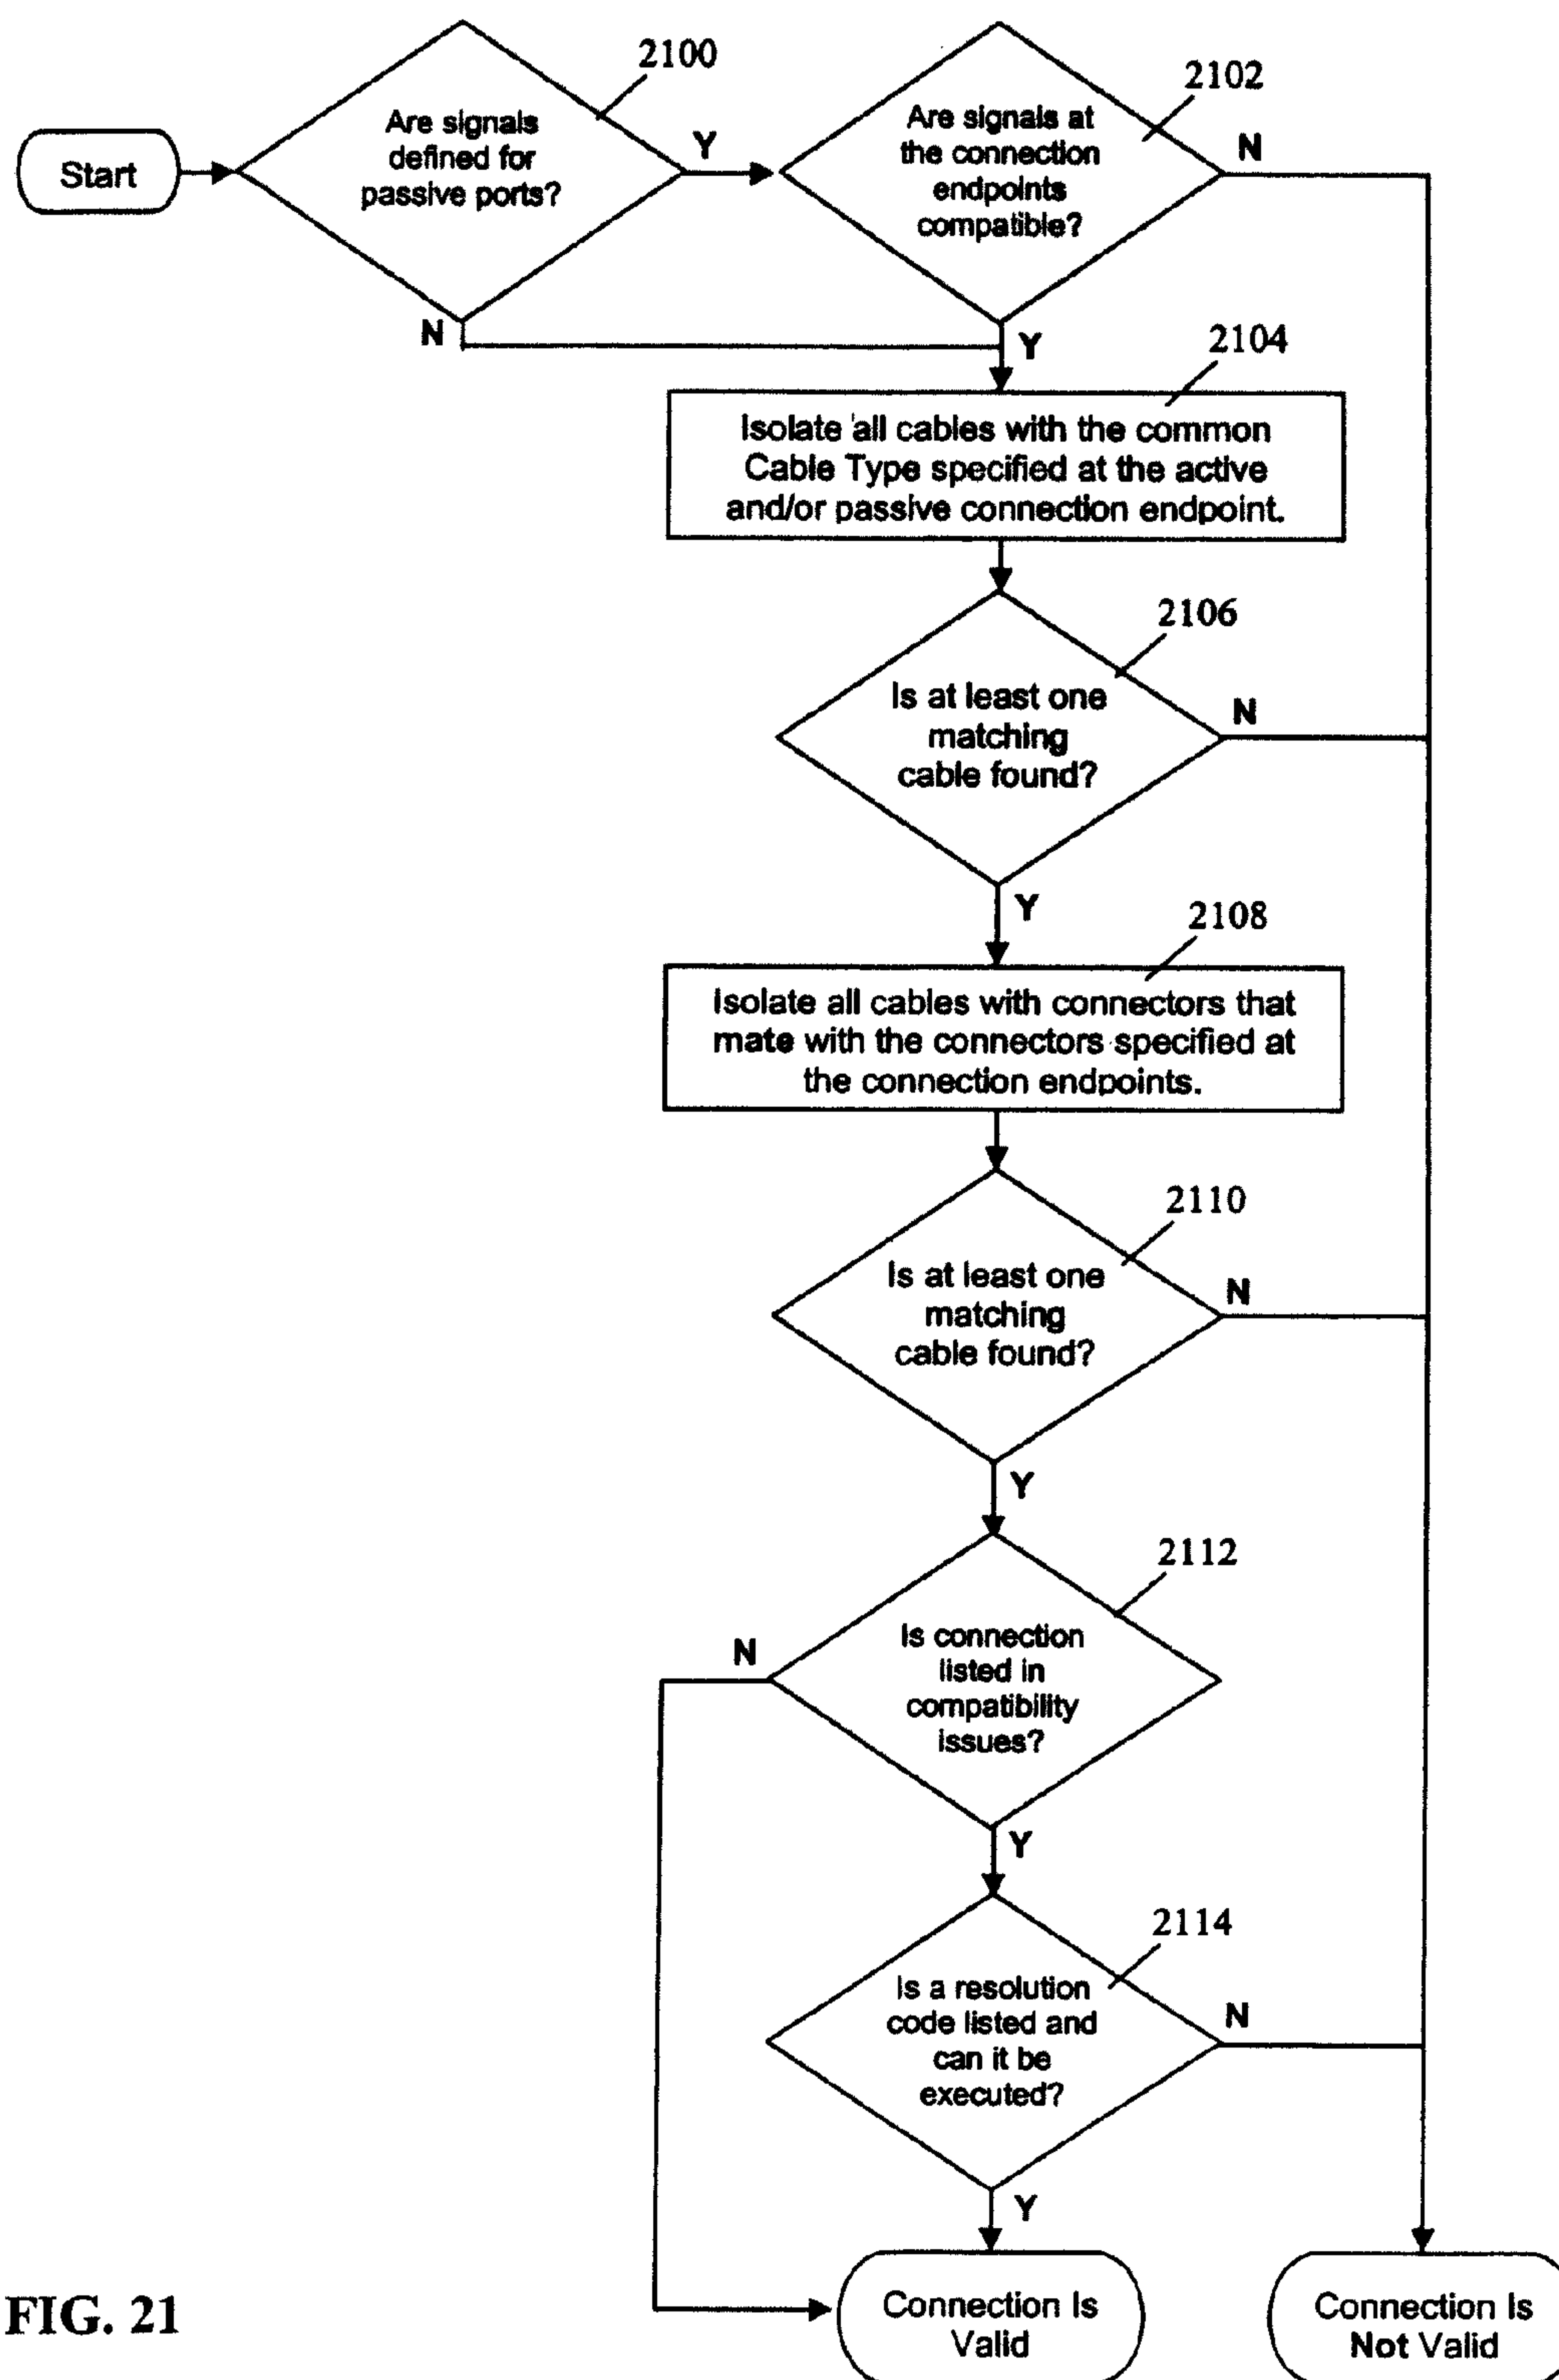 2100
2102
Start
Are signals
defined for
passive ports?
Y
Are signals at
the connection
endpoints
compatible?
N
N
Y
2104
Isolate all cables with the common
Cable Type specified at the active
and/or passive connection endpoint.
2106
Is at least one
matching
cable found?
N
Y
2108
Isolate all cables with connectors that
mate with the connectors specified at
the connection endpoints.
2110
Is at least one
matching
cable found?
N
Y
2112
Is connection
listed in
compatibility
issues?
N
Y
2114
Is a resolution
code listed and
can it be
executed?
N
Y
Connection Is
Valid
Connection Is
Not Valid
FIG. 21